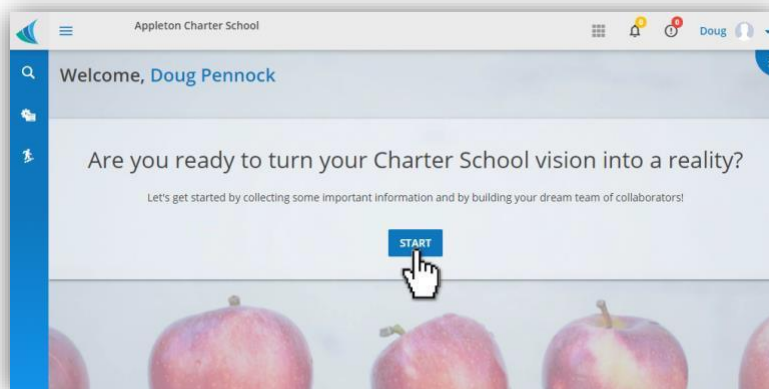 Appleton Charter School
Doug
Welcome, Doug Pennock
Are you ready to turn your Charter School vision into a reality?
Let's get started by collecting some important information and by building your dream team of collaborators!
START